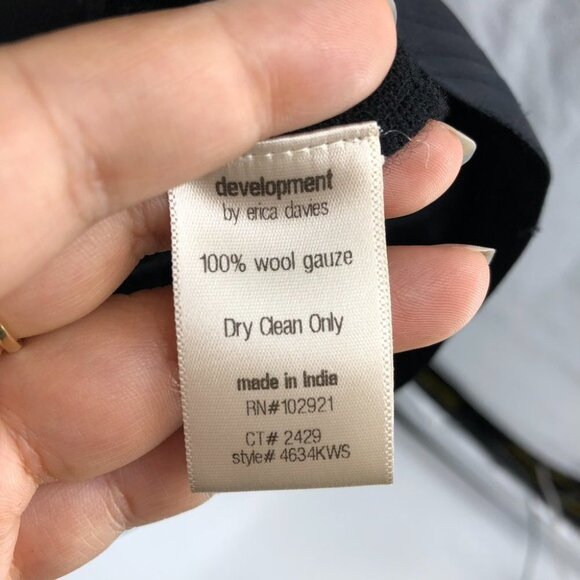 development
by erica davies
100% wool gauze
Dry Clean Only
made in India
RN#102921
CT# 2429
style# 4634KWS